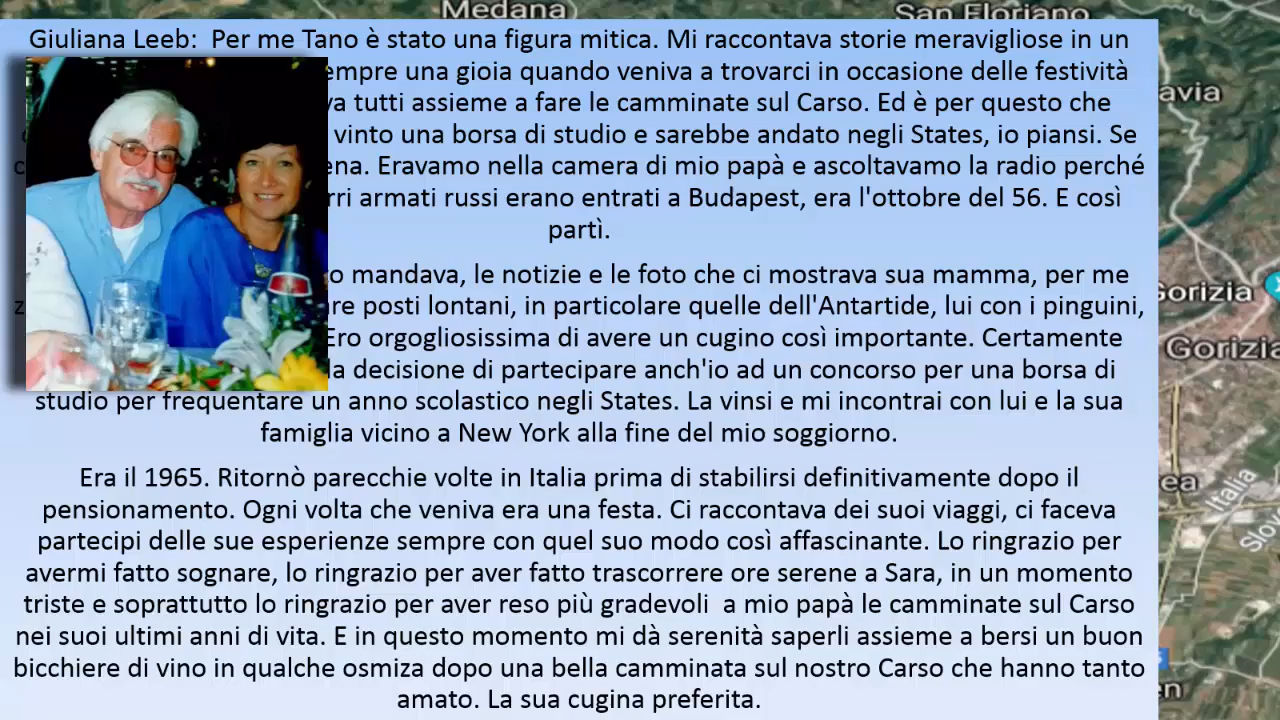 Medana
San Floriano
Giuliana Leeb: Per me Tano è stato una figura mitica. Mi raccontava storie meravigliose in un
empre una gioia quando veniva a trovarci in occasione delle festività
va tutti assieme a fare le camminate sul Carso. Ed è per questo che
vinto una borsa di studio e sarebbe andato negli States, io piansi. Se
ena. Eravamo nella camera di mio papà e ascoltavamo la radio perché
rri armati russi erano entrati a Budapest, era l'ottobre del 56. E così
partì.
o mandava, le notizie e le foto che ci mostrava sua mamma, per me
re posti lontani, in particolare quelle dell'Antartide, lui con i pinguini,
Ero orgogliosissima di avere un cugino così importante. Certamente
la decisione di partecipare anch'io ad un concorso per una borsa di
studio per frequentare un anno scolastico negli States. La vinsi e mi incontrai con lui e la sua
famiglia vicino a New York alla fine del mio soggiorno.
Era il 1965. Ritornò parecchie volte in Italia prima di stabilirsi definitivamente dopo il
pensionamento. Ogni volta che veniva era una festa. Ci raccontava dei suoi viaggi, ci faceva
partecipi delle sue esperienze sempre con quel suo modo così affascinante. Lo ringrazio per
avermi fatto sognare, lo ringrazio per aver fatto trascorrere ore serene a Sara, in un momento
triste e soprattutto lo ringrazio per aver reso più gradevoli a mio papà le camminate sul Carso
nei suoi ultimi anni di vita. E in questo momento mi dà serenità saperli assieme a bersi un buon
bicchiere di vino in qualche osmiza dopo una bella camminata sul nostro Carso che hanno tanto
amato. La sua cugina preferita.
avia
Gorizia
Gorizia
ea
Italia
Slo
en